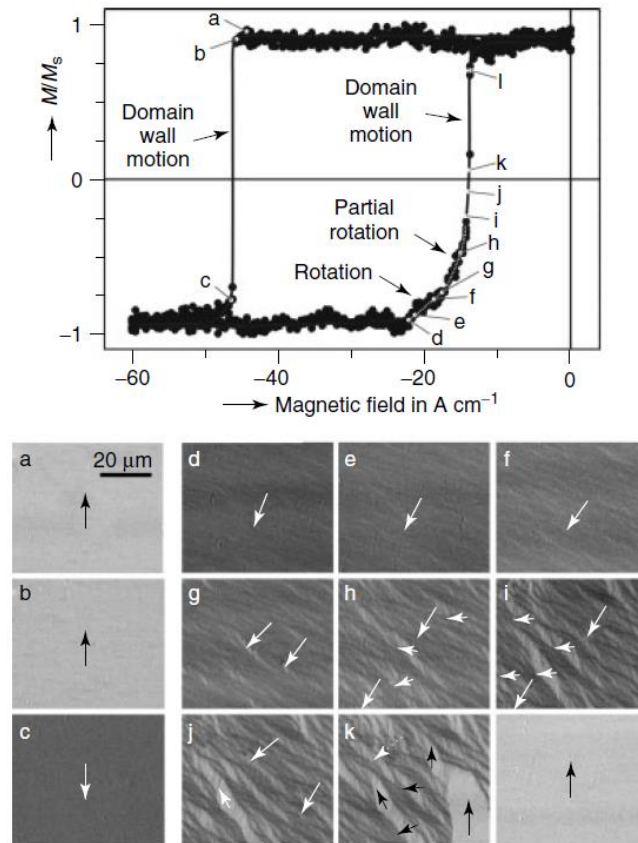 1
0
−1
M/Ms
a
b
Domain
wall
motion
Domain
wall
motion
l
k
j
i
Partial
rotation
h
g
Rotation
f
e
d
c
−60
−40
−20
0
Magnetic field in A cm⁻¹
a
20 μm
d
e
f
b
g
h
i
c
j
k